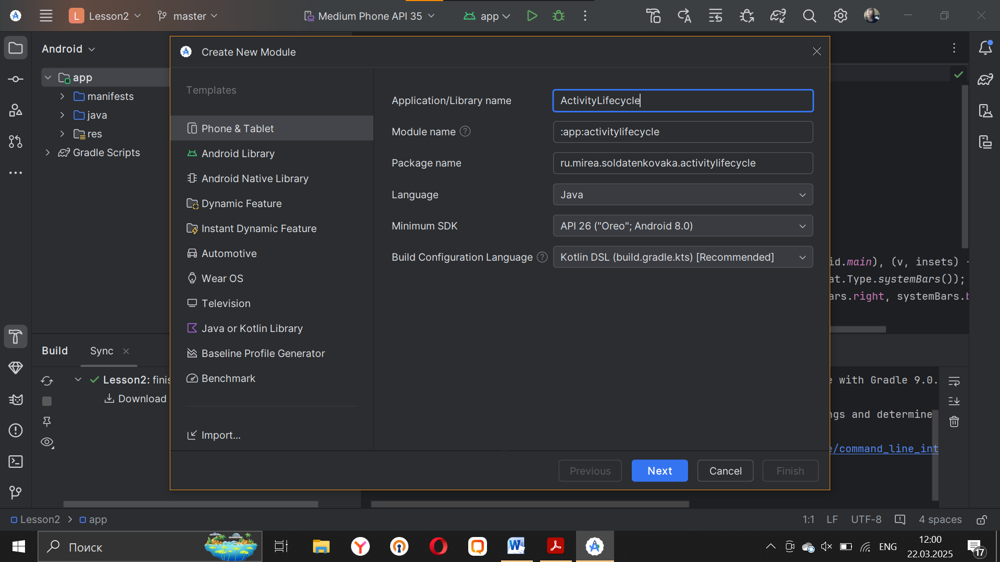 L Lesson2 master Medium Phone API 35 app
Android
app
manifests
java
res
Gradle Scripts
Create New Module
Templates
Phone & Tablet
Android Library
Android Native Library
Dynamic Feature
Instant Dynamic Feature
Automotive
Wear OS
Television
Java or Kotlin Library
Baseline Profile Generator
Benchmark
Import...
Application/Library name ActivityLifecycle
Module name ? :app:activitylifecycle
Package name ru.mirea.soldatenkovaka.activitylifecycle
Language Java
Minimum SDK API 26 ("Oreo"; Android 8.0)
Build Configuration Language ? Kotlin DSL (build.gradle.kts) [Recommended]
Previous Next Cancel Finish
id.main), (v, insets) -
at.Type.systemBars());
ars.right, systemBars.b
Build Sync
Lesson2: finis
Download
e with Gradle 9.0.
ngs and determine
e/command_line_int
Lesson2 > app 1:1 LF UTF-8 4 spaces
Поиск ENG 12:00
22.03.2025 17